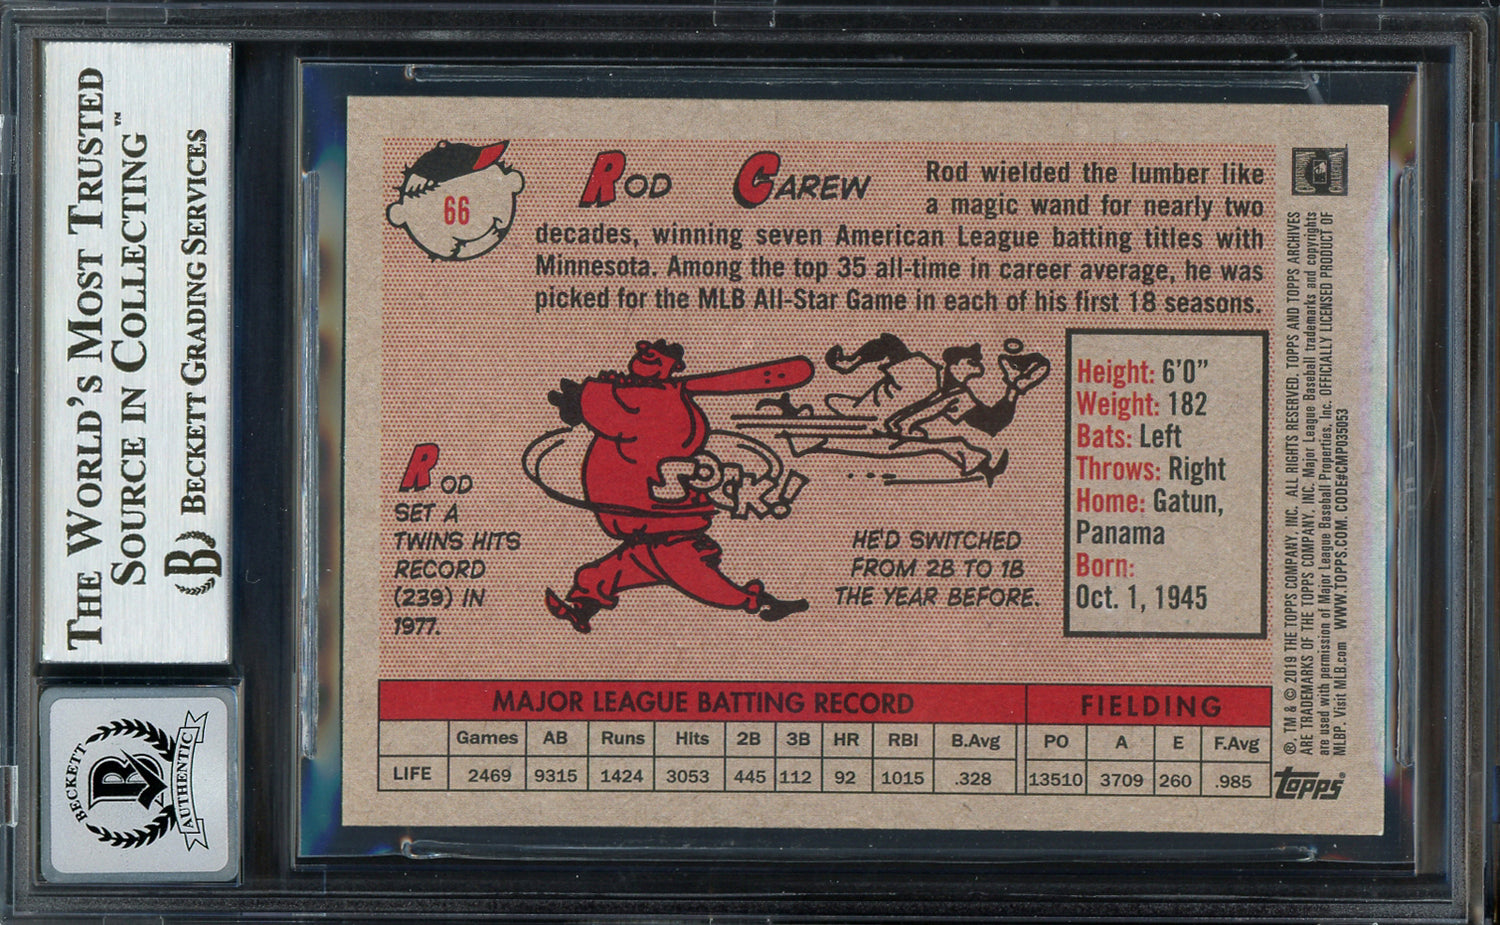 THE WORLD'S MOST TRUSTED
SOURCE IN COLLECTING™
BECKETT GRADING SERVICES
B
BECKETT
B
AUTHENTIC
66
ROD CAREW
Rod wielded the lumber like
a magic wand for nearly two
decades, winning seven American League batting titles with
Minnesota. Among the top 35 all-time in career average, he was
picked for the MLB All-Star Game in each of his first 18 seasons.
ROD
SET A
TWINS HITS
RECORD
(239) IN
1977.
SOCK!
HE'D SWITCHED
FROM 2B TO 1B
THE YEAR BEFORE.
Height: 6'0"
Weight: 182
Bats: Left
Throws: Right
Home: Gatun,
Panama
Born:
Oct. 1, 1945
MAJOR LEAGUE BATTING RECORD FIELDING
Games AB Runs Hits 2B 3B HR RBI B.Avg PO A E F.Avg
LIFE 2469 9315 1424 3053 445 112 92 1015 .328 13510 3709 260 .985
®, TM & © 2019 THE TOPPS COMPANY, INC. ALL RIGHTS RESERVED. TOPPS AND TOPPS ARCHIVES
ARE TRADEMARKS OF THE TOPPS COMPANY, INC. Major League Baseball trademarks and copyrights
are used with permission of Major League Baseball Properties, Inc. OFFICIALLY LICENSED PRODUCT OF
MLBP. Visit MLB.com WWW.TOPPS.COM. CODE#CMP035053
topps®